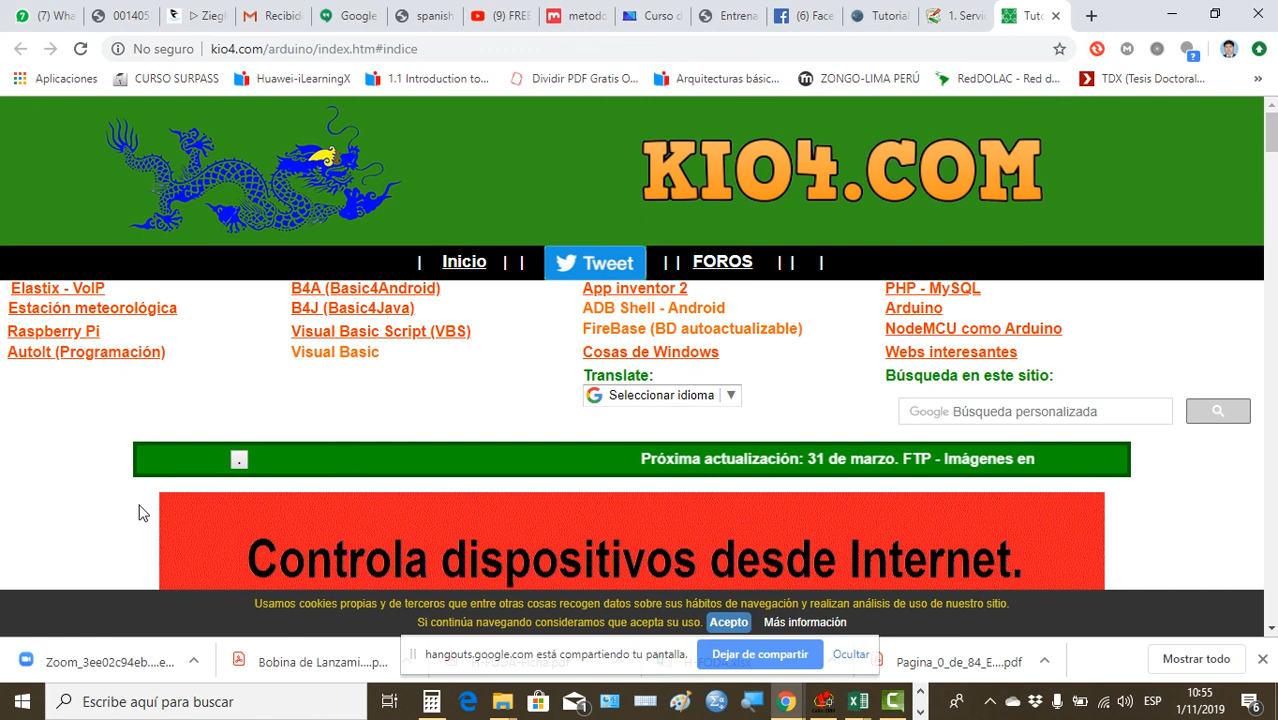 7 Wha
001405
▷ Ziegl
Recibid
Google
spanish
(9) FREE
metodo
Curso d
Entrena
(6) Face
Tutorial
1. Servi
Tuto
No seguro | kio4.com/arduino/index.htm#indice
Aplicaciones
CURSO SURPASS
Huawei-iLearningX
1.1 Introduction to...
Dividir PDF Gratis O...
Arquitecturas básic...
ZONGO-LIMA PERÚ
RedDOLAC - Red d...
TDX (Tesis Doctoral...
»
KIO4.COM
| Inicio | | Tweet | | FOROS | | |
Elastix - VoIP
B4A (Basic4Android)
App inventor 2
PHP - MySQL
Estación meteorológica
B4J (Basic4Java)
ADB Shell - Android
Arduino
Raspberry Pi
Visual Basic Script (VBS)
FireBase (BD autoactualizable)
NodeMCU como Arduino
AutoIt (Programación)
Visual Basic
Cosas de Windows
Webs interesantes
Translate:
Búsqueda en este sitio:
Seleccionar idioma ▼
Google Búsqueda personalizada
.
Próxima actualización: 31 de marzo. FTP - Imágenes en
Controla dispositivos desde Internet.
Usamos cookies propias y de terceros que entre otras cosas recogen datos sobre sus hábitos de navegación y realizan análisis de uso de nuestro sitio.
Si continúa navegando consideramos que acepta su uso. Acepto Más información
hangouts.google.com está compartiendo tu pantalla. Dejar de compartir Ocultar
Zoom_3ee02c94eb....e...
Bobina de Lanzami....p...
Pagina_0_de_84_E....pdf
Mostrar todo
Escribe aquí para buscar
1
ESP
10:55
1/11/2019
6